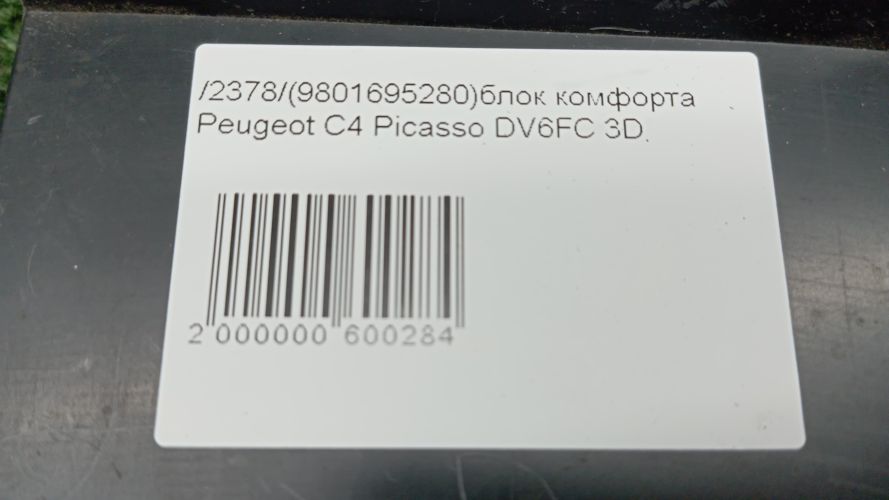 /2378/(9801695280)блок комфорта
Peugeot C4 Picasso DV6FC 3D
2 000000 600284